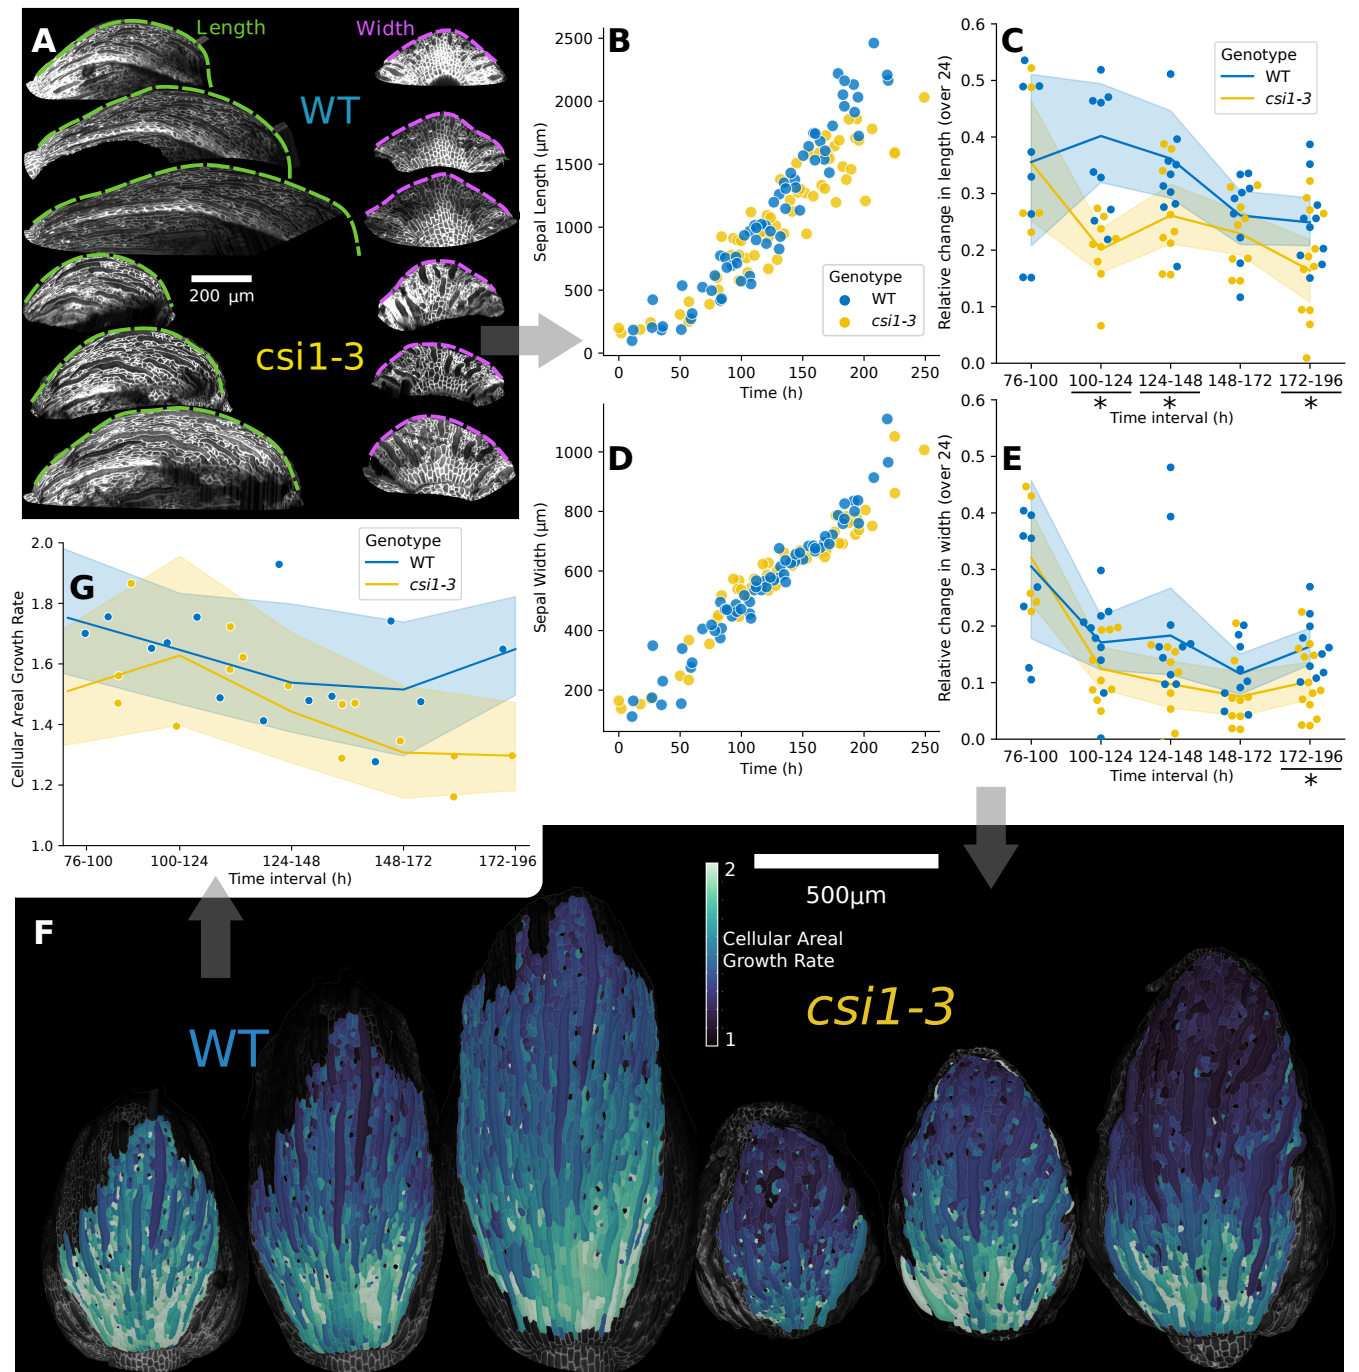 A
Length
Width
WT
200 μm
csi1-3
B
Sepal Length (μm)
2500
2000
1500
1000
500
0
Genotype
WT
csi1-3
0 50 100 150 200 250
Time (h)
C
Relative change in length (over 24)
0.6
0.5
0.4
0.3
0.2
0.1
0.0
Genotype
WT
csi1-3
76-100 100-124 124-148 148-172 172-196
* * *
Time interval (h)
D
Sepal Width (μm)
1000
800
600
400
200
0 50 100 150 200 250
Time (h)
E
Relative change in width (over 24)
0.6
0.5
0.4
0.3
0.2
0.1
0.0
76-100 100-124 124-148 148-172 172-196
Time interval (h)
*
G
Cellular Areal Growth Rate
2.0
1.8
1.6
1.4
1.2
1.0
Genotype
WT
csi1-3
76-100 100-124 124-148 148-172 172-196
Time interval (h)
F
WT
2
Cellular Areal
Growth Rate
1
500μm
csi1-3